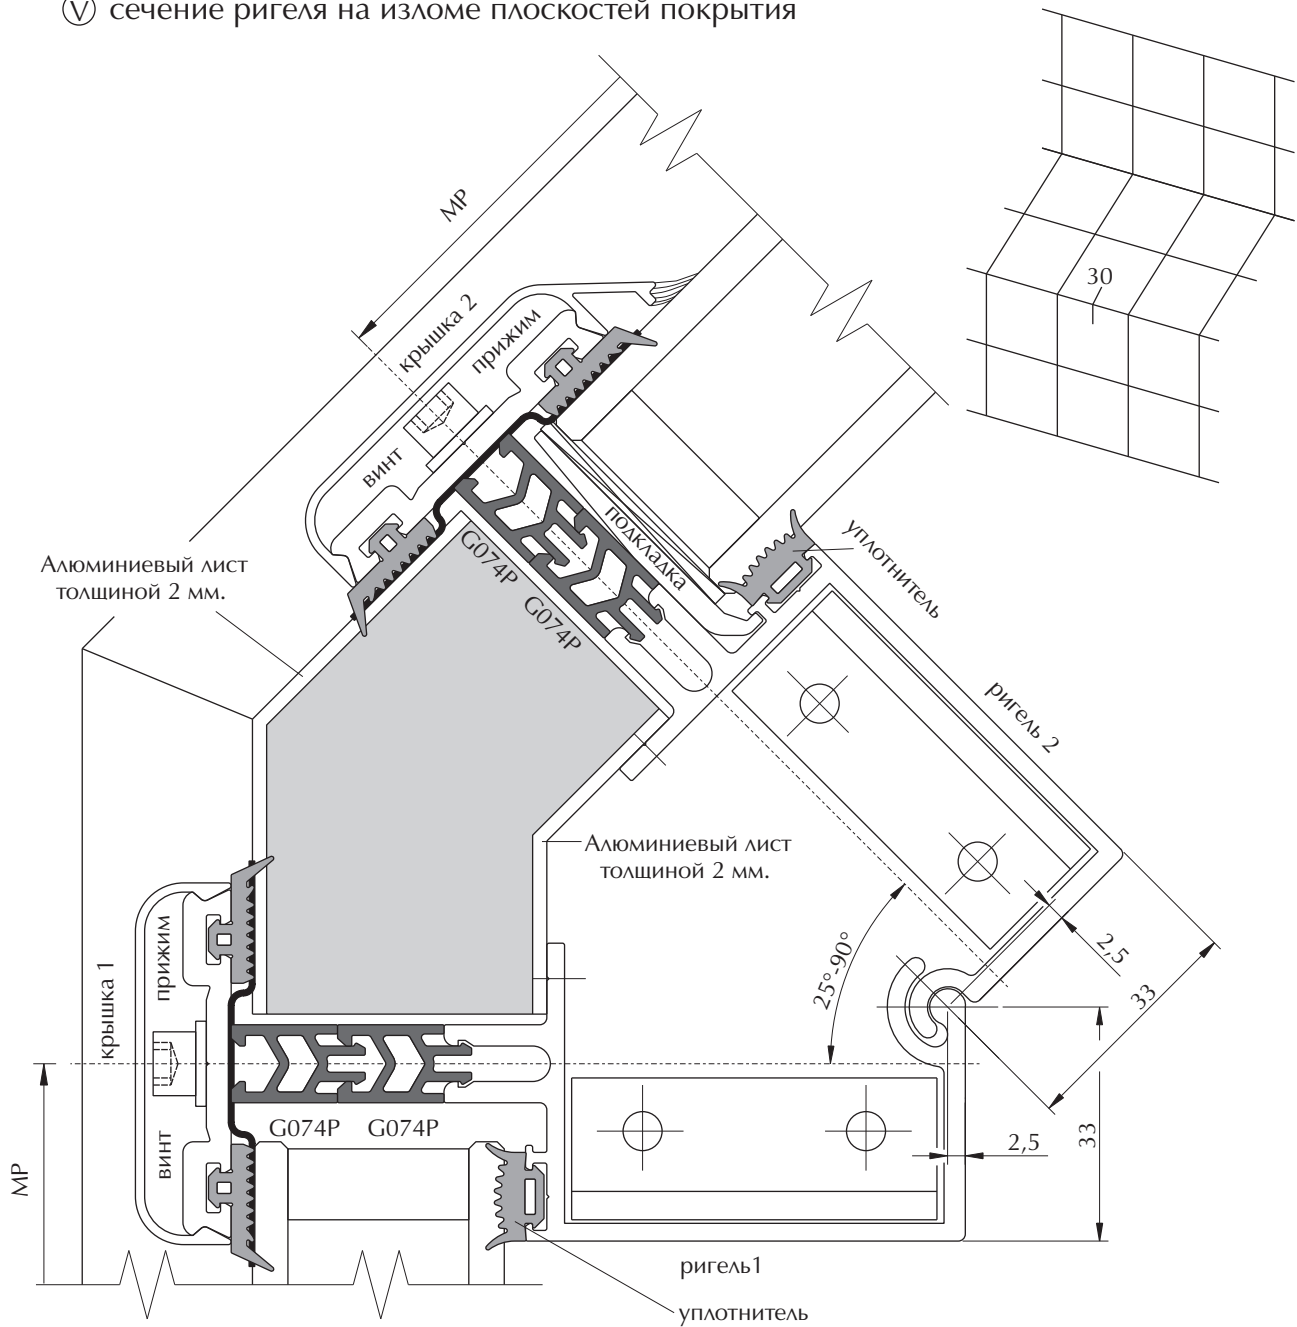 V сечение ригеля на изломе плоскостей покрытия
МР
30
крышка 2
прижим
винт
подкладка
уплотнитель
Алюминиевый лист
толщиной 2 мм.
G074P
G074P
ригель 2
Алюминиевый лист
толщиной 2 мм.
25°-90°
2,5
33
прижим
крышка 1
винт
G074P G074P
МР
33
2,5
ригель1
уплотнитель